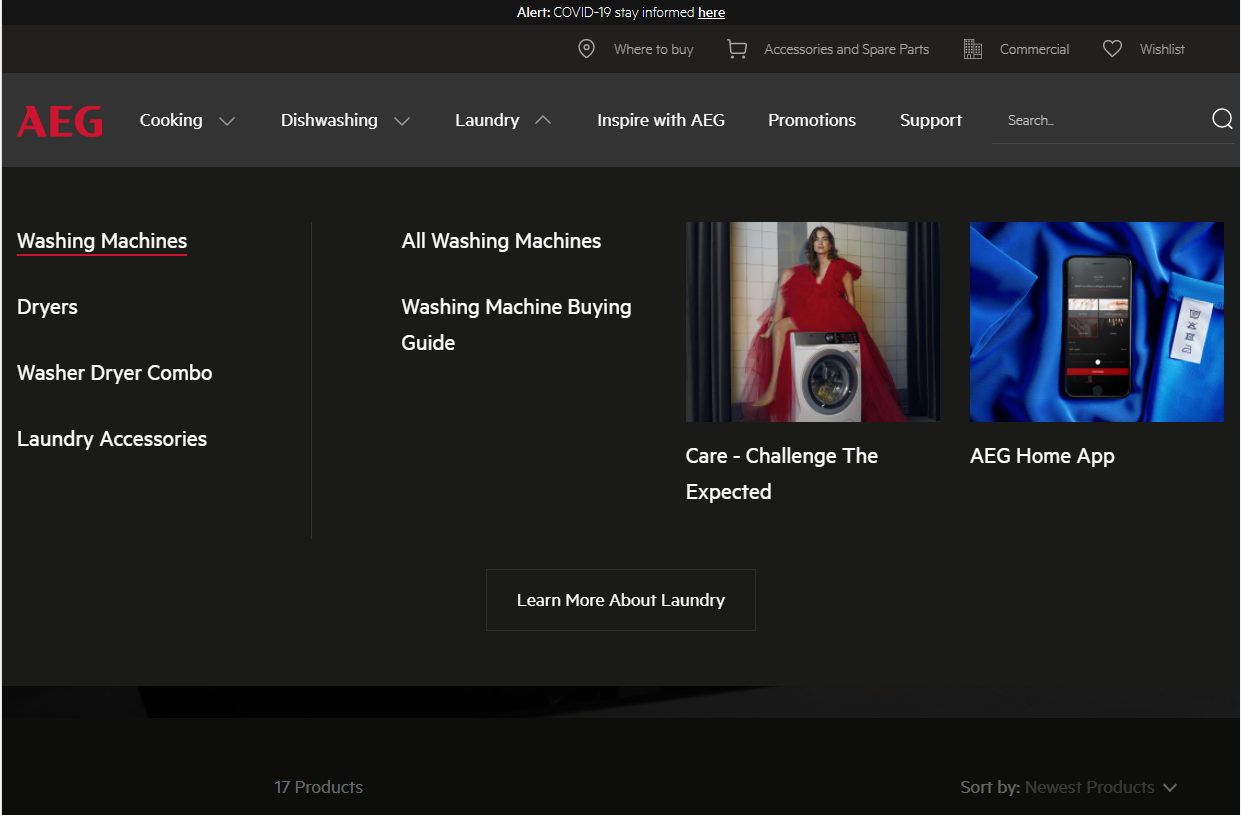 Alert: COVID-19 stay informed here
Where to buy
Accessories and Spare Parts
Commercial
Wishlist
AEG
Cooking
Dishwashing
Laundry
Inspire with AEG
Promotions
Support
Search...
Washing Machines
Dryers
Washer Dryer Combo
Laundry Accessories
All Washing Machines
Washing Machine Buying
Guide
Care - Challenge The
Expected
AEG Home App
Learn More About Laundry
17 Products
Sort by: Newest Products